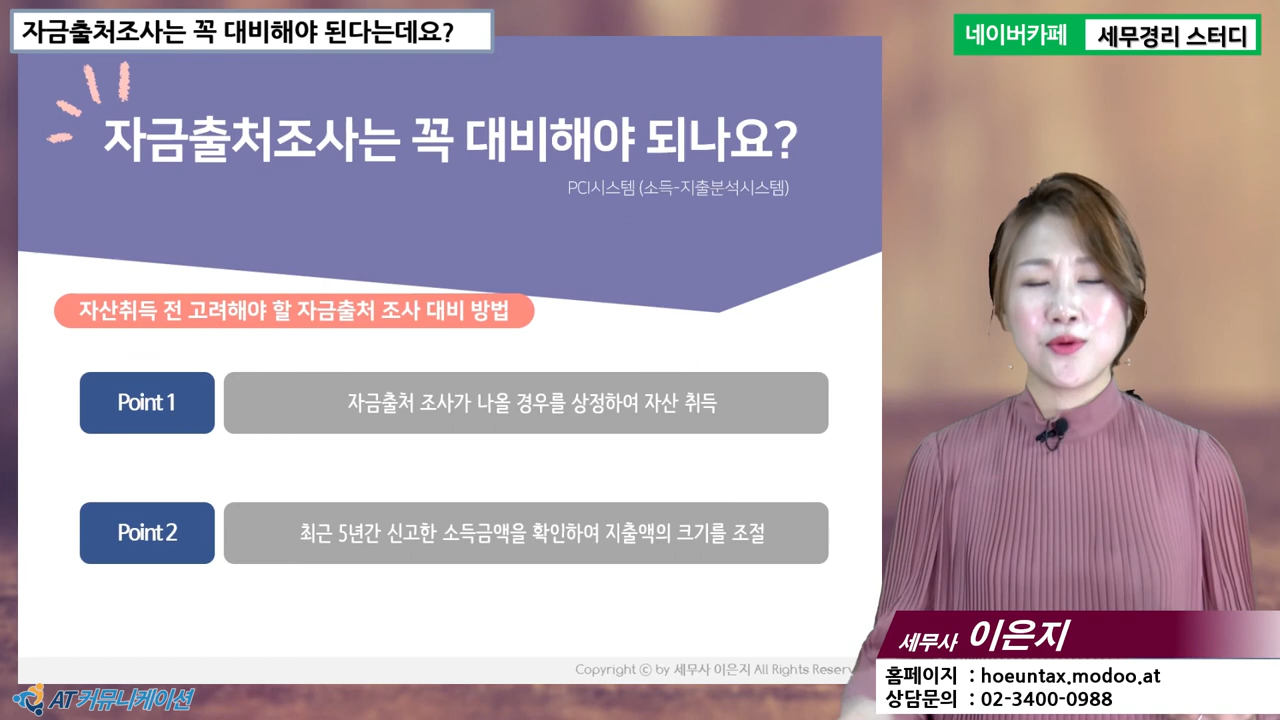 자금출처조사는 꼭 대비해야 된다는데요?
네이버카페 세무경리 스터디
자금출처조사는 꼭 대비해야 되나요?
PCI시스템 (소득-지출분석시스템)
자산취득 전 고려해야 할 자금출처 조사 대비 방법
Point 1 자금출처 조사가 나올 경우를 상정하여 자산 취득
Point 2 최근 5년간 신고한 소득금액을 확인하여 지출액의 크기를 조절
Copyright ⓒ by 세무사 이은지 All Rights Reserv
세무사 이은지
홈페이지 : hoeuntax.modoo.at
상담문의 : 02-3400-0988
AT커뮤니케이션